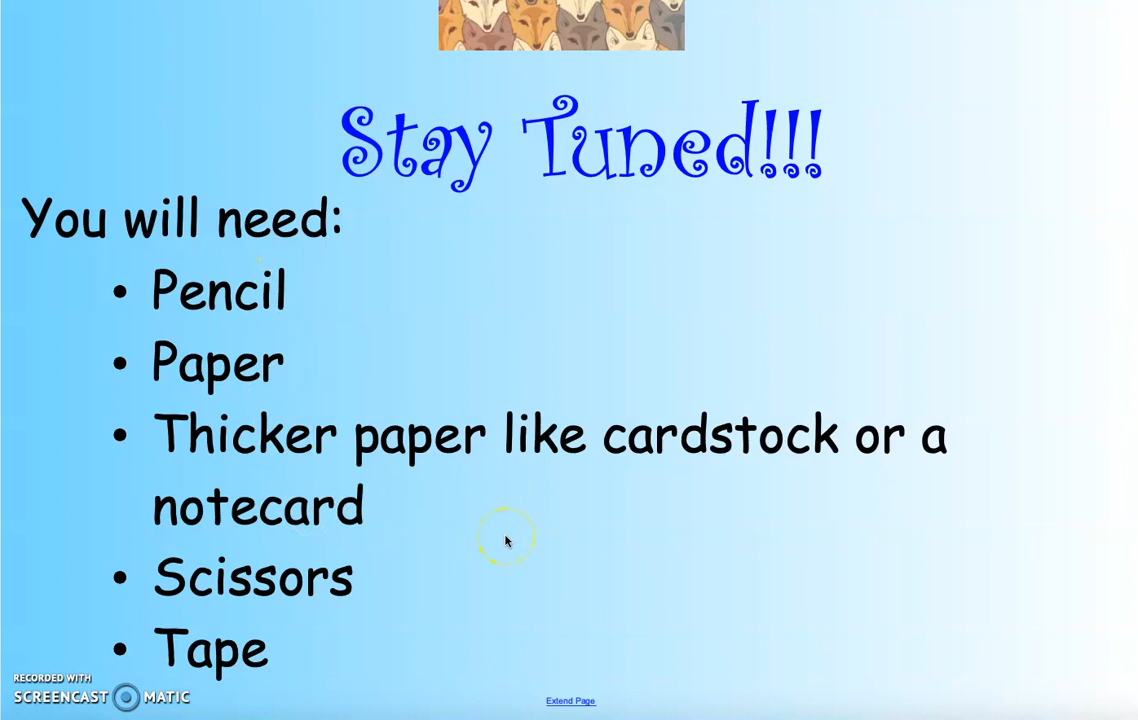 Stay Tuned!!!
You will need:
• Pencil
• Paper
• Thicker paper like cardstock or a
notecard
• Scissors
• Tape
RECORDED WITH
SCREENCAST MATIC
Extend Page